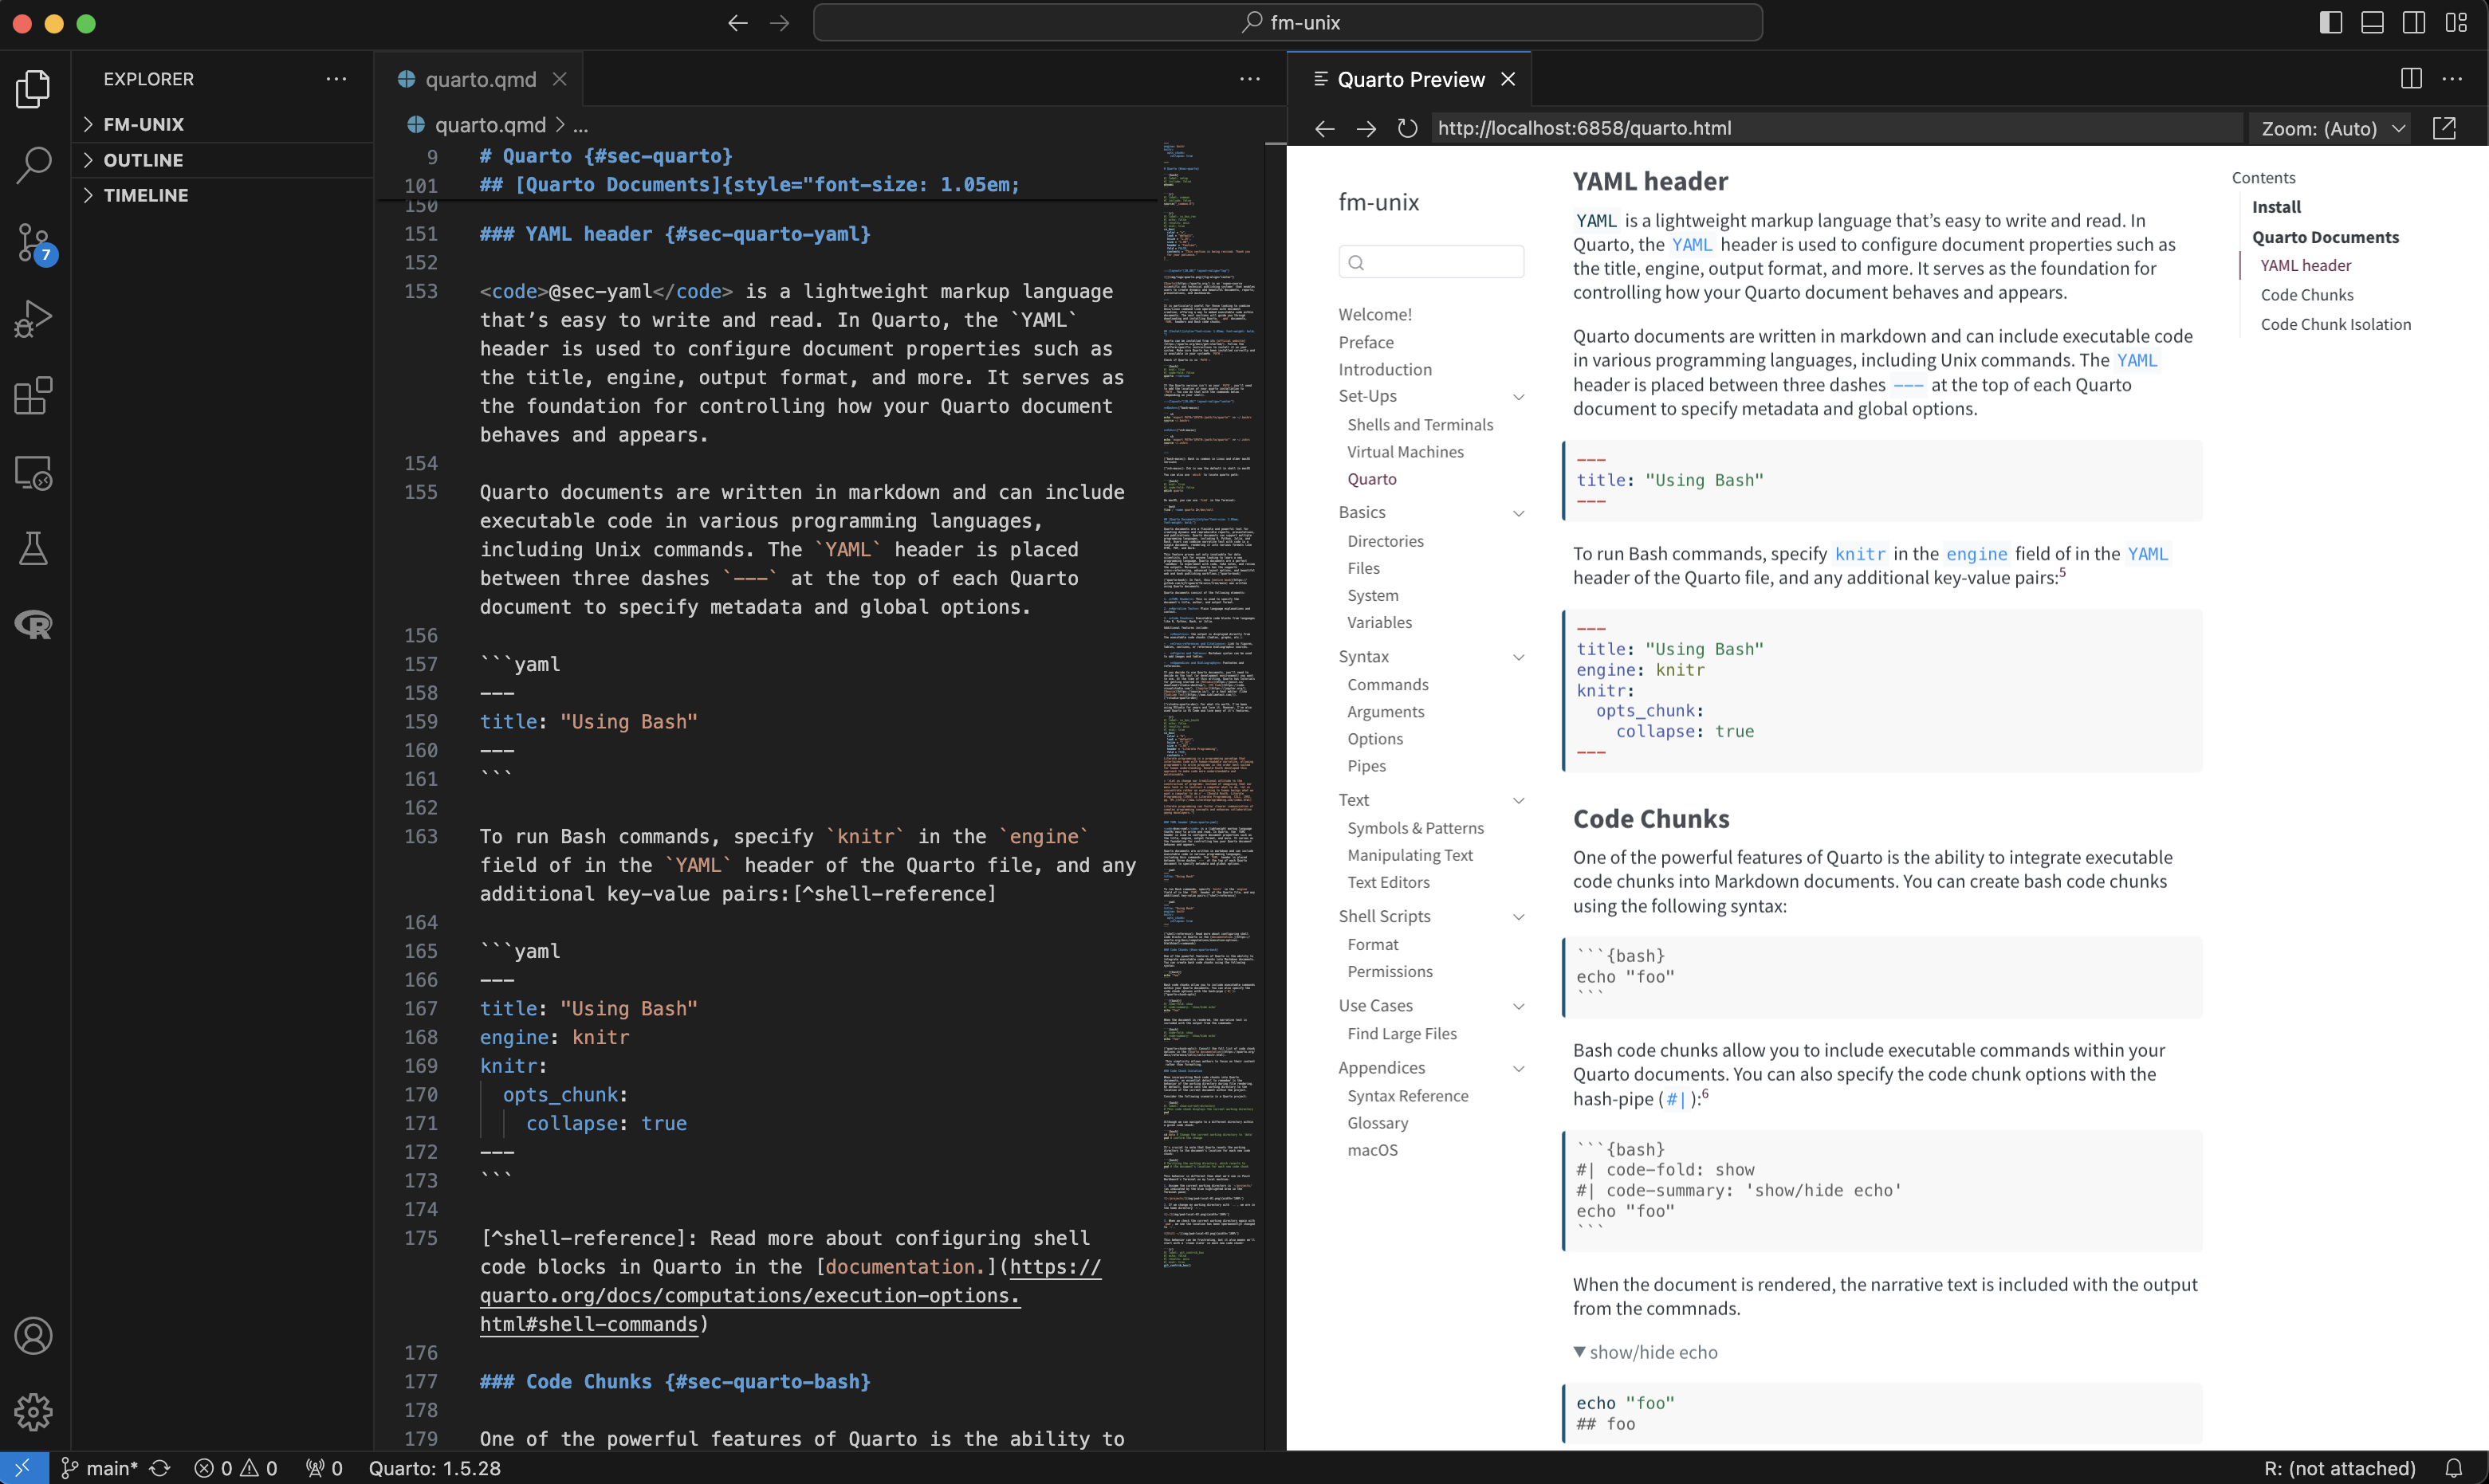 fm-unix
EXPLORER
FM-UNIX
OUTLINE
TIMELINE
7
quarto.qmd
quarto.qmd > ...
9 # Quarto {#sec-quarto}
101 ## [Quarto Documents]{style="font-size: 1.05em;
150
151 ### YAML header {#sec-quarto-yaml}
152
153 <code>@sec-yaml</code> is a lightweight markup language
that’s easy to write and read. In Quarto, the `YAML`
header is used to configure document properties such as
the title, engine, output format, and more. It serves as
the foundation for controlling how your Quarto document
behaves and appears.
154
155 Quarto documents are written in markdown and can include
executable code in various programming languages,
including Unix commands. The `YAML` header is placed
between three dashes `---` at the top of each Quarto
document to specify metadata and global options.
156
157 ```yaml
158 ---
159 title: "Using Bash"
160 ---
161 ```
162
163 To run Bash commands, specify `knitr` in the `engine`
field of in the `YAML` header of the Quarto file, and any
additional key-value pairs:[^shell-reference]
164
165 ```yaml
166 ---
167 title: "Using Bash"
168 engine: knitr
169 knitr:
170 opts_chunk:
171 collapse: true
172 ---
173 ```
174
175 [^shell-reference]: Read more about configuring shell
code blocks in Quarto in the [documentation.](https://
quarto.org/docs/computations/execution-options.
html#shell-commands)
176
177 ### Code Chunks {#sec-quarto-bash}
178
179 One of the powerful features of Quarto is the ability to
Quarto Preview
http://localhost:6858/quarto.html
Zoom: (Auto)
fm-unix
Welcome!
Preface
Introduction
Set-Ups
Shells and Terminals
Virtual Machines
Quarto
Basics
Directories
Files
System
Variables
Syntax
Commands
Arguments
Options
Pipes
Text
Symbols & Patterns
Manipulating Text
Text Editors
Shell Scripts
Format
Permissions
Use Cases
Find Large Files
Appendices
Syntax Reference
Glossary
macOS
YAML header
YAML is a lightweight markup language that’s easy to write and read. In
Quarto, the YAML header is used to configure document properties such as
the title, engine, output format, and more. It serves as the foundation for
controlling how your Quarto document behaves and appears.
Quarto documents are written in markdown and can include executable code
in various programming languages, including Unix commands. The YAML
header is placed between three dashes --- at the top of each Quarto
document to specify metadata and global options.
---
title: "Using Bash"
---
To run Bash commands, specify knitr in the engine field of in the YAML
header of the Quarto file, and any additional key-value pairs:5
---
title: "Using Bash"
engine: knitr
knitr:
opts_chunk:
collapse: true
---
Code Chunks
One of the powerful features of Quarto is the ability to integrate executable
code chunks into Markdown documents. You can create bash code chunks
using the following syntax:
```{bash}
echo "foo"
```
Bash code chunks allow you to include executable commands within your
Quarto documents. You can also specify the code chunk options with the
hash-pipe (#|):6
```{bash}
#| code-fold: show
#| code-summary: 'show/hide echo'
echo "foo"
```
When the document is rendered, the narrative text is included with the output
from the commnads.
▼ show/hide echo
echo "foo"
## foo
Contents
Install
Quarto Documents
YAML header
Code Chunks
Code Chunk Isolation
main* 0 0 0 Quarto: 1.5.28
R: (not attached)